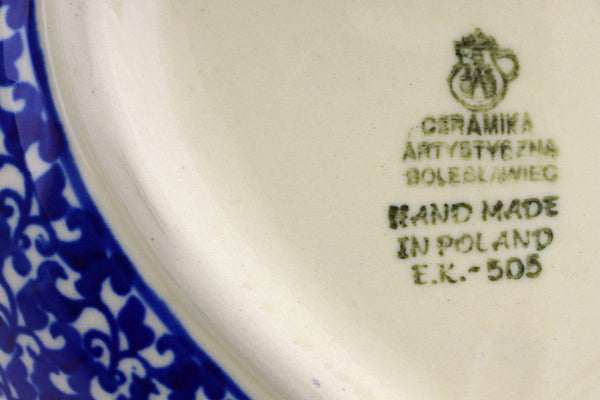 CERAMIKA
ARTYSTYCZNA
BOLESŁAWIEC
HAND MADE
IN POLAND
E.K.-505